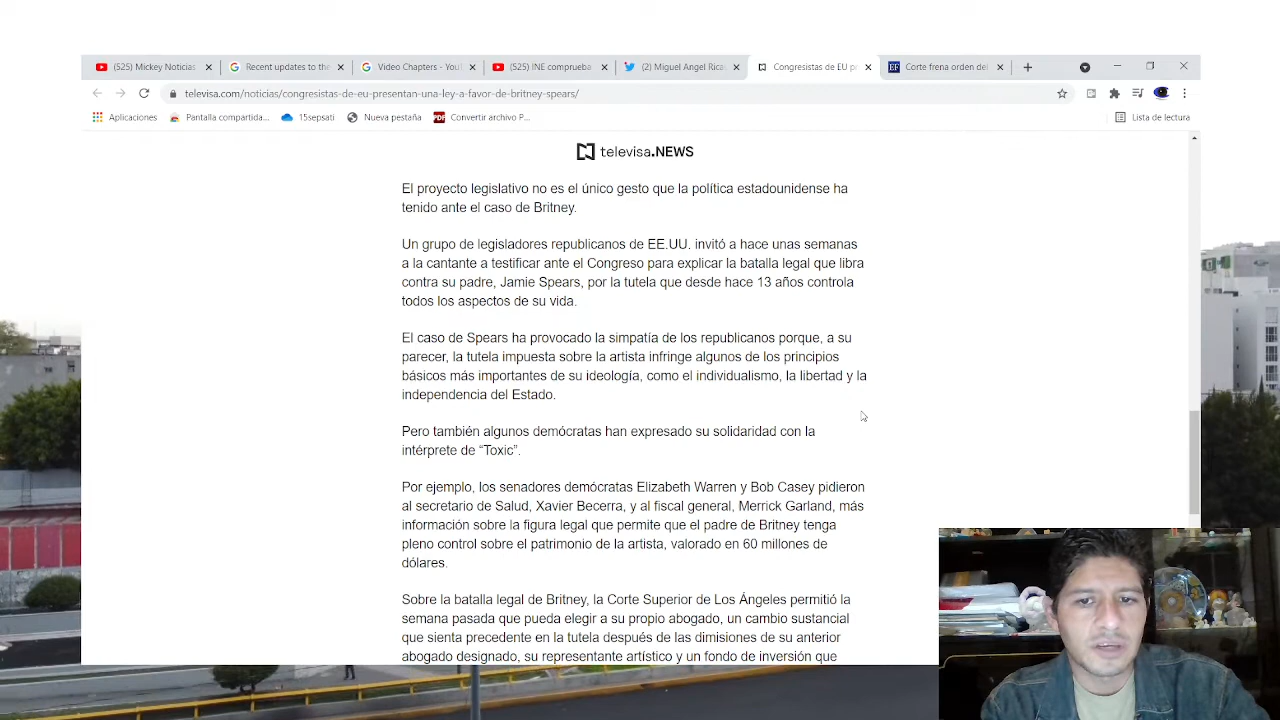 (525) Mickey Noticias
Recent updates to the
Video Chapters - YouT
(525) INE comprueba
(2) Miguel Angel Rica
Congresistas de EU pr
Corte frena orden del
televisa.com/noticias/congresistas-de-eu-presentan-una-ley-a-favor-de-britney-spears/
Aplicaciones
Pantalla compartida...
15sepsati
Nueva pestaña
Convertir archivo P...
Lista de lectura
televisa.NEWS
El proyecto legislativo no es el único gesto que la política estadounidense ha
tenido ante el caso de Britney.
Un grupo de legisladores republicanos de EE.UU. invitó a hace unas semanas
a la cantante a testificar ante el Congreso para explicar la batalla legal que libra
contra su padre, Jamie Spears, por la tutela que desde hace 13 años controla
todos los aspectos de su vida.
El caso de Spears ha provocado la simpatía de los republicanos porque, a su
parecer, la tutela impuesta sobre la artista infringe algunos de los principios
básicos más importantes de su ideología, como el individualismo, la libertad y la
independencia del Estado.
Pero también algunos demócratas han expresado su solidaridad con la
intérprete de “Toxic”.
Por ejemplo, los senadores demócratas Elizabeth Warren y Bob Casey pidieron
al secretario de Salud, Xavier Becerra, y al fiscal general, Merrick Garland, más
información sobre la figura legal que permite que el padre de Britney tenga
pleno control sobre el patrimonio de la artista, valorado en 60 millones de
dólares.
Sobre la batalla legal de Britney, la Corte Superior de Los Ángeles permitió la
semana pasada que pueda elegir a su propio abogado, un cambio sustancial
que sienta precedente en la tutela después de las dimisiones de su anterior
abogado designado, su representante artístico y un fondo de inversión que